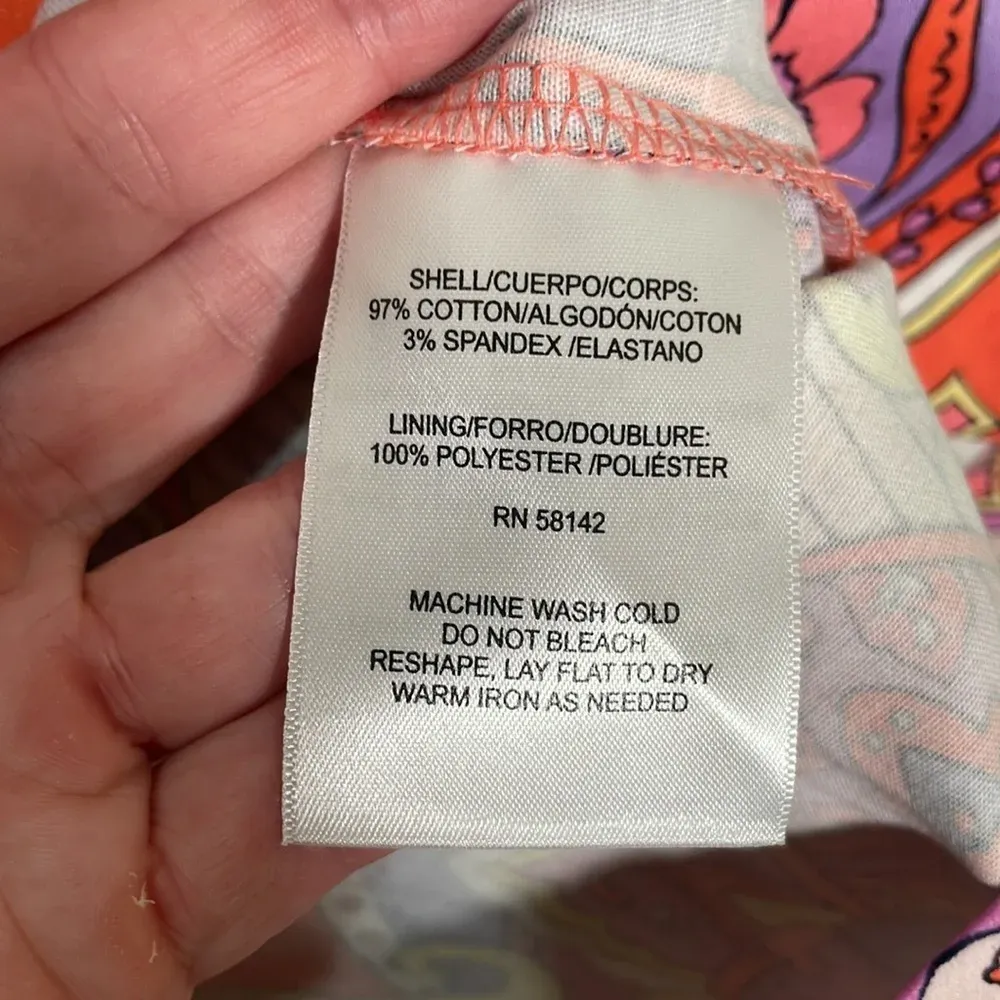 SHELL/CUERPO/CORPS:
97% COTTON/ALGODÓN/COTON
3% SPANDEX /ELASTANO
LINING/FORRO/DOUBLURE:
100% POLYESTER /POLIÉSTER
RN 58142
MACHINE WASH COLD
DO NOT BLEACH
RESHAPE, LAY FLAT TO DRY
WARM IRON AS NEEDED